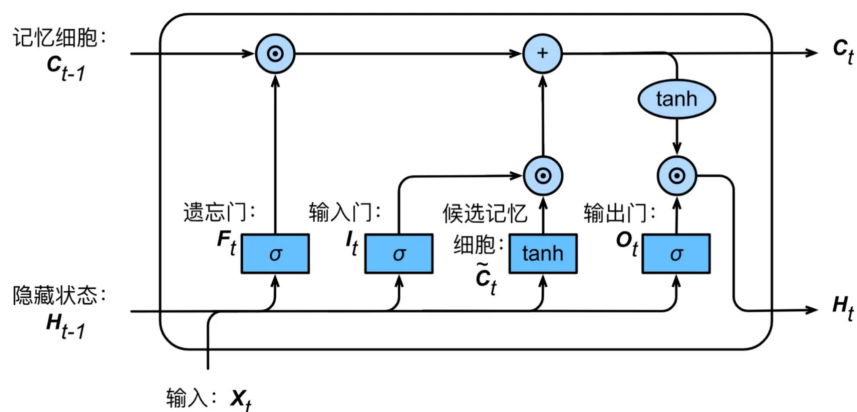 记忆细胞：
C_{t-1}
⊙
+
C_t
tanh
⊙
⊙
遗忘门：
F_t
σ
输入门：
I_t
σ
候选记忆
细胞：
C̃_t
tanh
输出门：
O_t
σ
隐藏状态：
H_{t-1}
H_t
输入：X_t